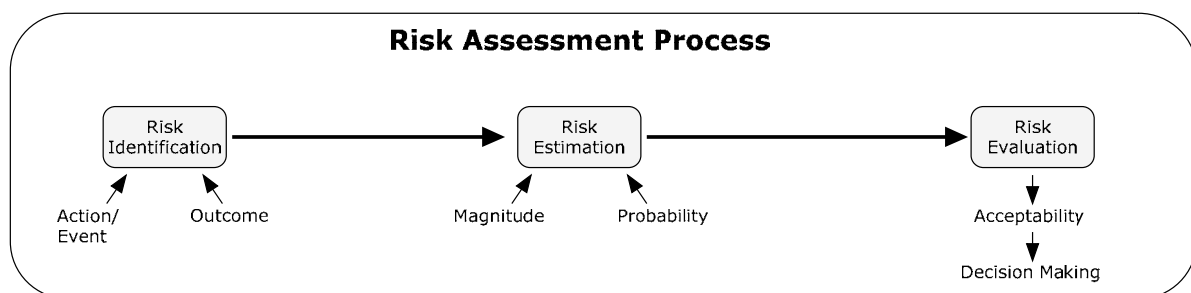 Risk Assessment Process
Risk
Identification
Risk
Estimation
Risk
Evaluation
Action/
Event
Outcome
Magnitude
Probability
Acceptability
Decision Making